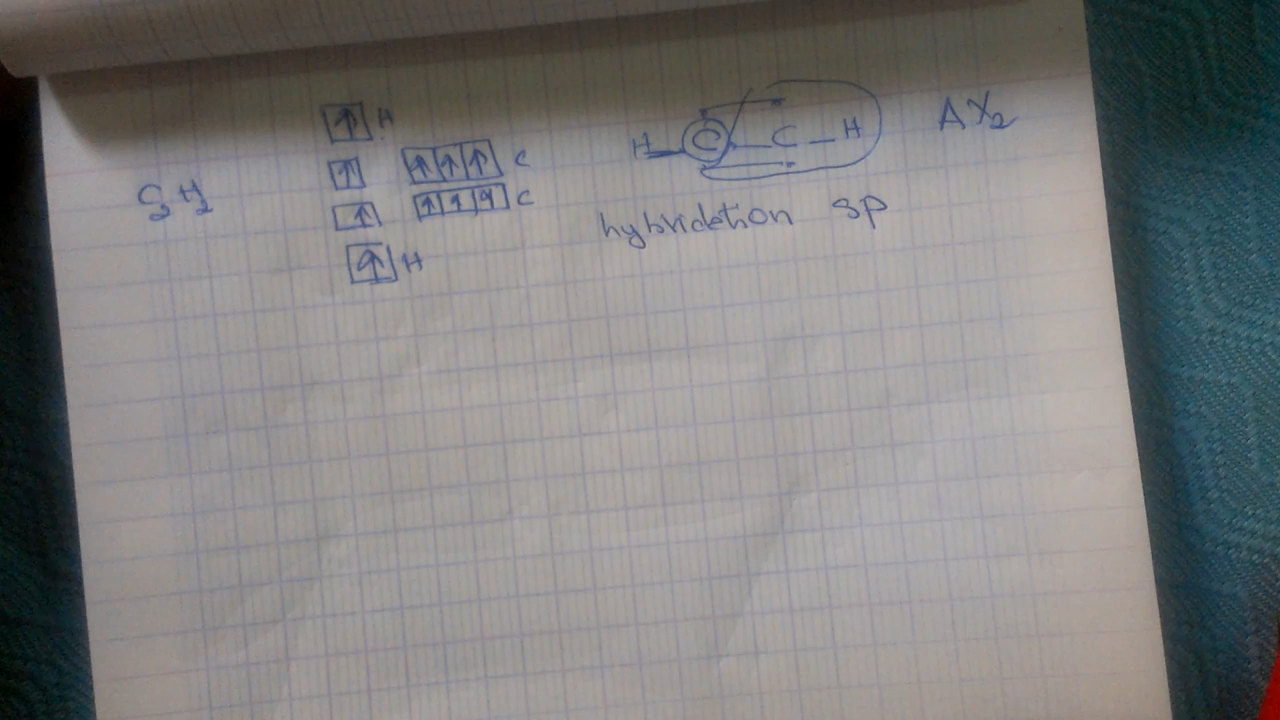 H
H C C H AX₂
C
C₂H₂ C
hybridation sp
H